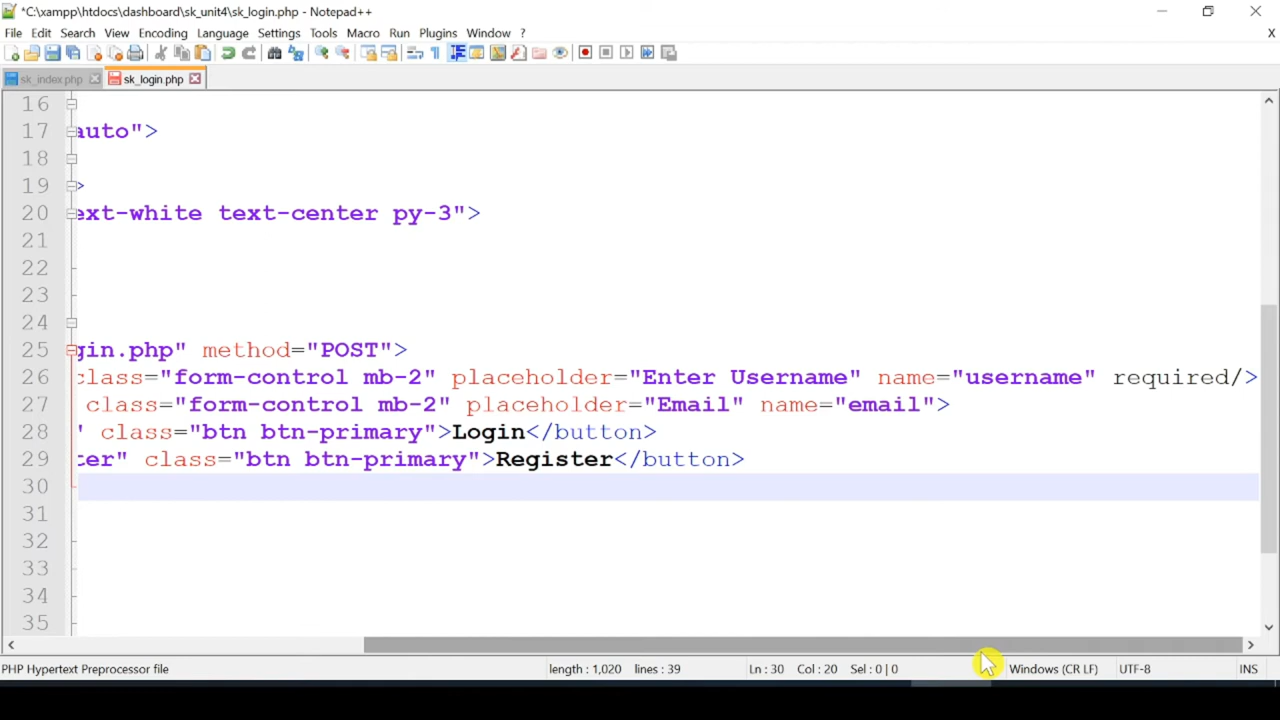 *C:\xampp\htdocs\dashboard\sk_unit4\sk_login.php - Notepad++
File Edit Search View Encoding Language Settings Tools Macro Run Plugins Window ? X
sk_index.php sk_login.php
16
17 auto">
18
19 >
20 ext-white text-center py-3">
21
22
23
24
25 gin.php" method="POST">
26 class="form-control mb-2" placeholder="Enter Username" name="username" required/>
27 class="form-control mb-2" placeholder="Email" name="email">
28 " class="btn btn-primary">Login</button>
29 ter" class="btn btn-primary">Register</button>
30
31
32
33
34
35
PHP Hypertext Preprocessor file length : 1,020 lines : 39 Ln : 30 Col : 20 Sel : 0 | 0 Windows (CR LF) UTF-8 INS